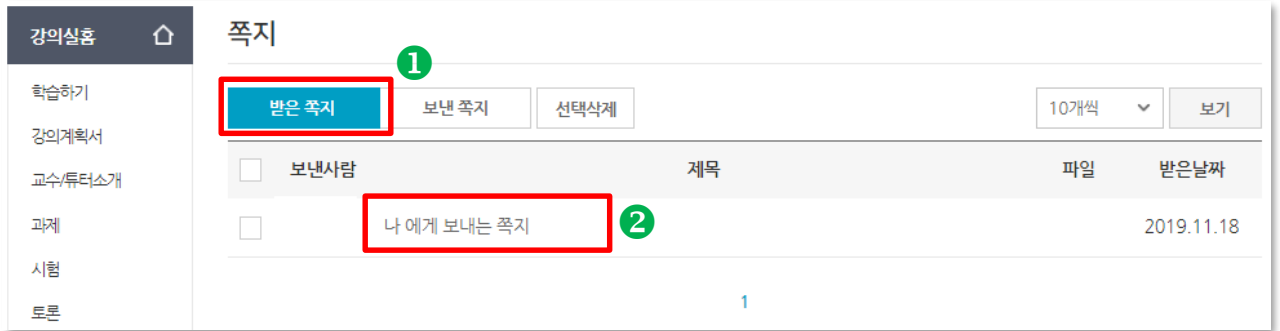 강의실홈
학습하기
강의계획서
교수/튜터소개
과제
시험
토론
쪽지
1
받은 쪽지 보낸 쪽지 선택삭제 10개씩 보기
보낸사람 제목 파일 받은날짜
나 에게 보내는 쪽지 2 2019.11.18
1